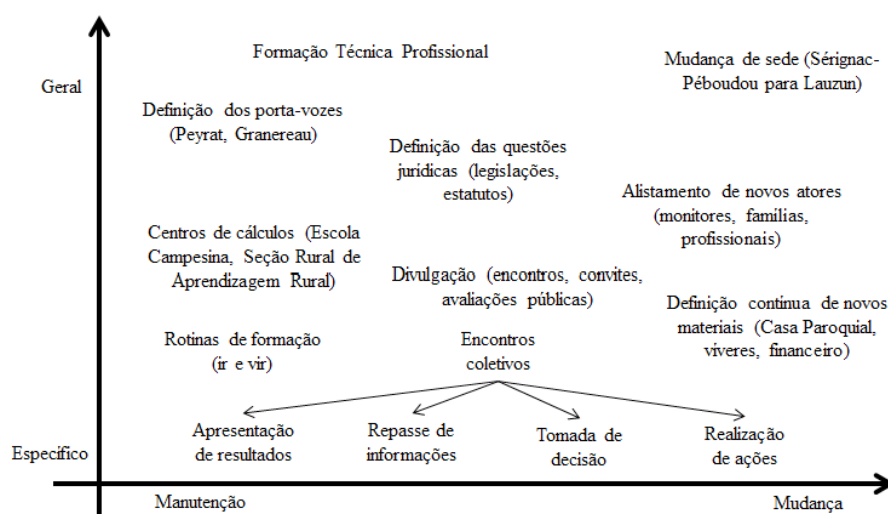 Formação Técnica Profissional
Mudança de sede (Sérignac-
Péboudou para Lauzun)
Geral
Definição dos porta-vozes
(Peyrat, Granereau)
Definição das questões
jurídicas (legislações,
estatutos)
Alistamento de novos atores
(monitores, famílias,
profissionais)
Centros de cálculos (Escola
Campesina, Seção Rural de
Aprendizagem Rural)
Divulgação (encontros, convites,
avaliações públicas)
Definição continua de novos
materiais (Casa Paroquial,
víveres, financeiro)
Rotinas de formação
(ir e vir)
Encontros
coletivos
Apresentação
de resultados
Repasse de
informações
Tomada de
decisão
Realização
de ações
Específico
Manutenção
Mudança